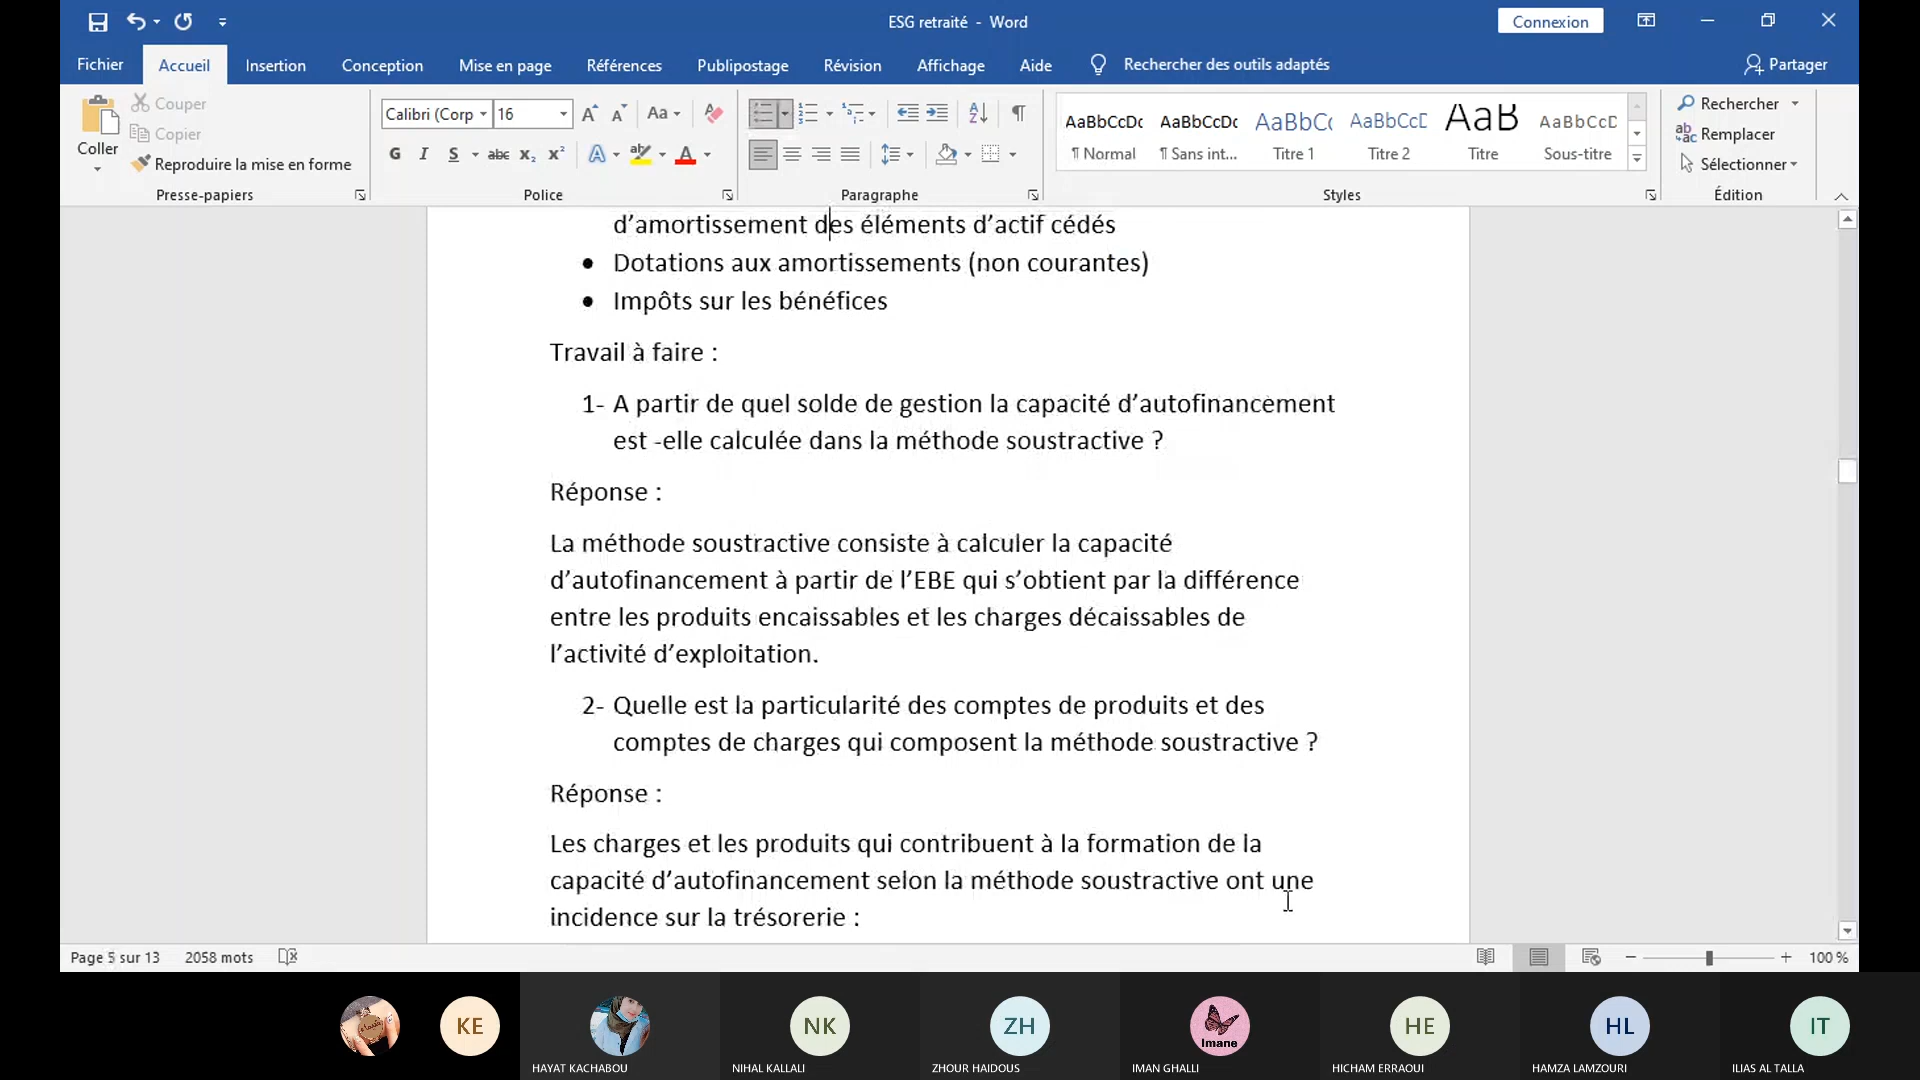 ESG retraité - Word
Connexion
Fichier
Accueil
Insertion
Conception
Mise en page
Références
Publipostage
Révision
Affichage
Aide
Rechercher des outils adaptés
Partager
Coller
Couper
Copier
Reproduire la mise en forme
Presse-papiers
Calibri (Corp
16
Aa
G I S abc x₂ x² A A
Police
Paragraphe
AaBbCcDc
¶ Normal
AaBbCcDc
¶ Sans int...
AaBbCc
Titre 1
AaBbCcD
Titre 2
AaB
Titre
AaBbCcD
Sous-titre
Styles
Rechercher
Remplacer
Sélectionner
Édition
d’amortissement des éléments d’actif cédés
• Dotations aux amortissements (non courantes)
• Impôts sur les bénéfices
Travail à faire :
1- A partir de quel solde de gestion la capacité d’autofinancement
est -elle calculée dans la méthode soustractive ?
Réponse :
La méthode soustractive consiste à calculer la capacité
d’autofinancement à partir de l’EBE qui s’obtient par la différence
entre les produits encaissables et les charges décaissables de
l’activité d’exploitation.
2- Quelle est la particularité des comptes de produits et des
comptes de charges qui composent la méthode soustractive ?
Réponse :
Les charges et les produits qui contribuent à la formation de la
capacité d’autofinancement selon la méthode soustractive ont une
incidence sur la trésorerie :
Page 5 sur 13
2058 mots
100 %
KE
NK
ZH
Imane
HE
HL
IT
HAYAT KACHABOU
NIHAL KALLALI
ZHOUR HAIDOUS
IMAN GHALLI
HICHAM ERRAOUI
HAMZA LAMZOURI
ILIAS AL TALLA